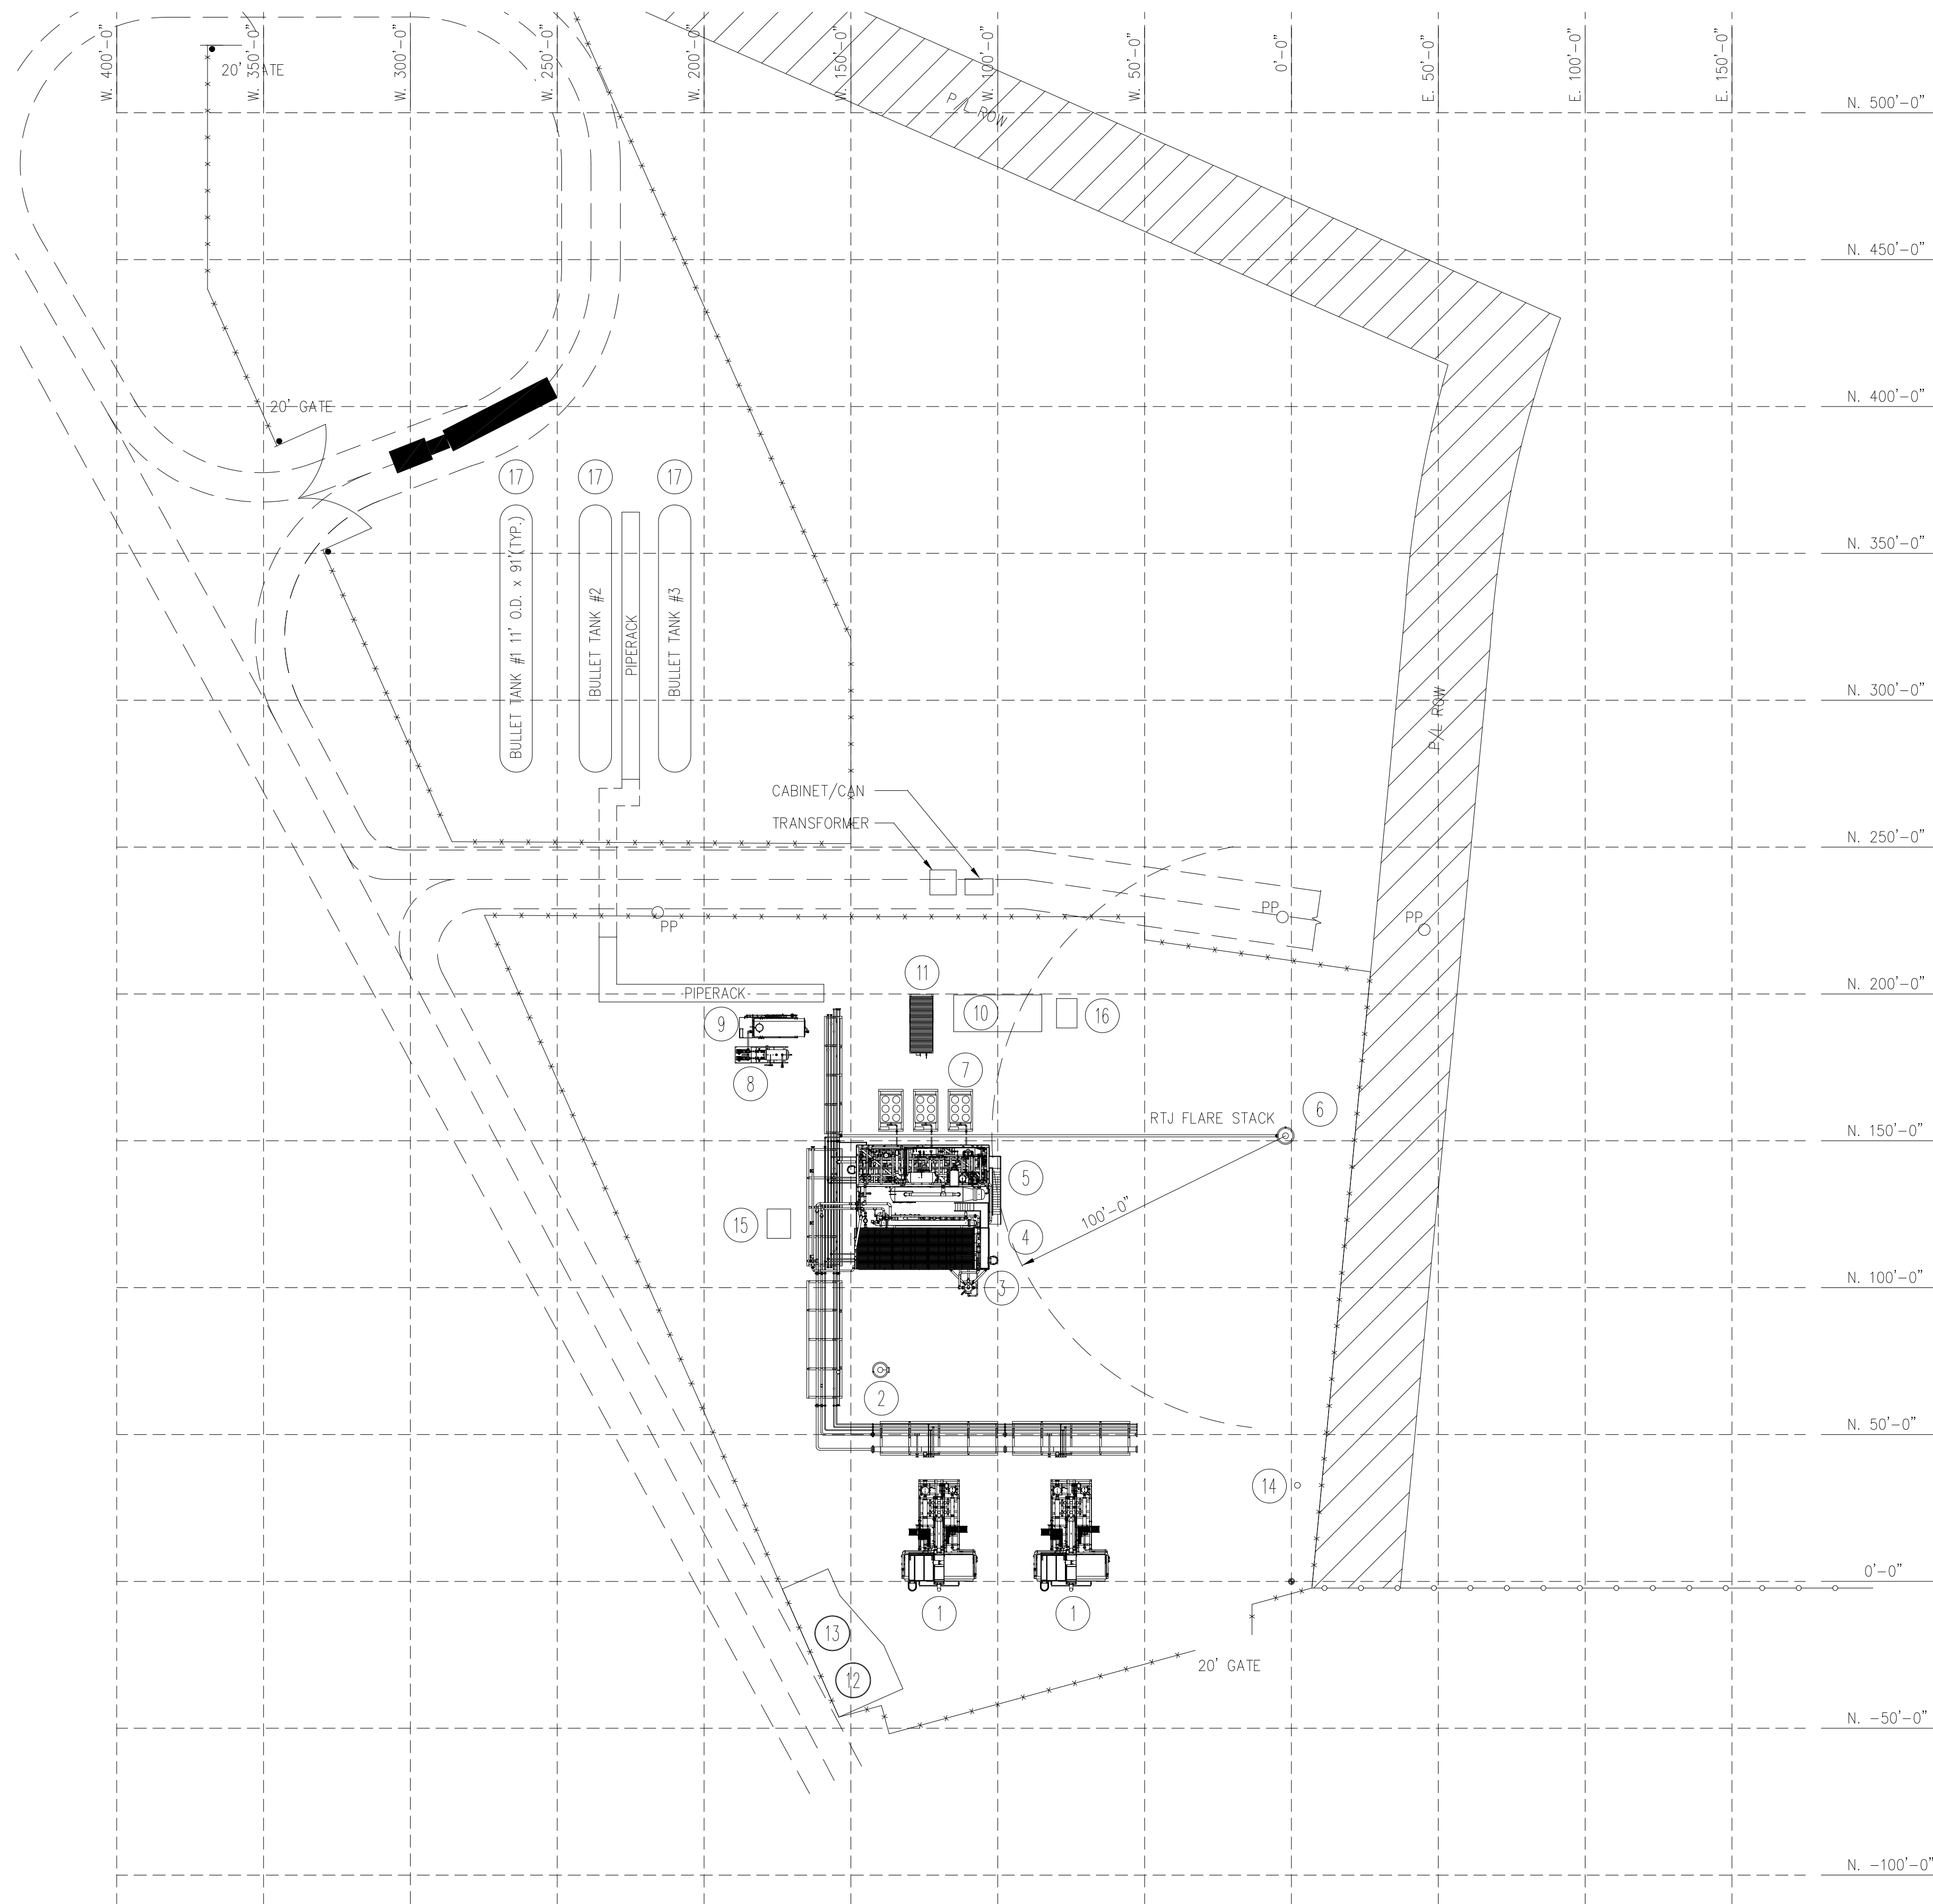 W. 400'-0"
W. 350'-0"
W. 300'-0"
W. 250'-0"
W. 200'-0"
W. 150'-0"
W. 100'-0"
W. 50'-0"
0'-0"
E. 50'-0"
E. 100'-0"
E. 150'-0"
20' GATE
P/L ROW
N. 500'-0"
N. 450'-0"
20' GATE
N. 400'-0"
17
17
17
BULLET TANK #1 11' O.D. x 91'(TYP.)
BULLET TANK #2
PIPERACK
BULLET TANK #3
N. 350'-0"
P/L ROW
N. 300'-0"
CABINET/CAN
TRANSFORMER
N. 250'-0"
PP
PP
PP
11
PIPERACK
N. 200'-0"
9
10
16
8
7
RTJ FLARE STACK
6
N. 150'-0"
5
15
4
100'-0"
3
N. 100'-0"
2
N. 50'-0"
14
0'-0"
1
1
13
12
20' GATE
N. -50'-0"
N. -100'-0"